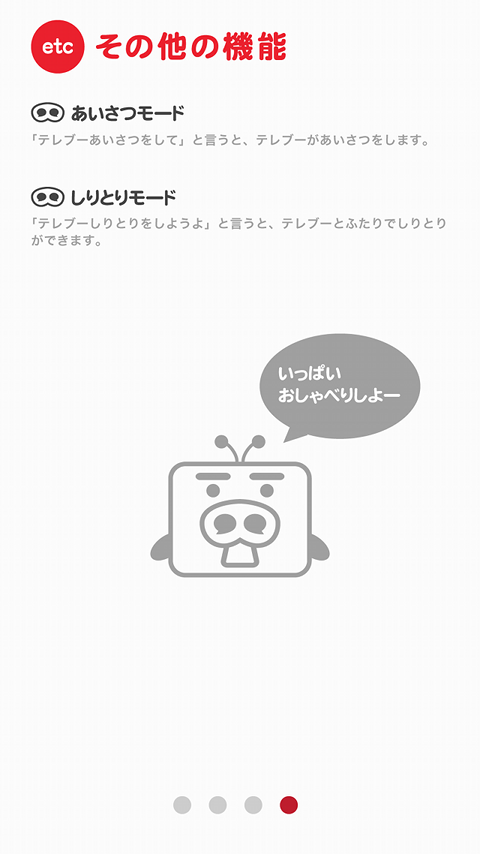 etc その他の機能
あいさつモード
「テレブーあいさつをして」と言うと、テレブーがあいさつをします。
しりとりモード
「テレブーしりとりをしようよ」と言うと、テレブーとふたりでしりとり
ができます。
いっぱい
おしゃべりしよー